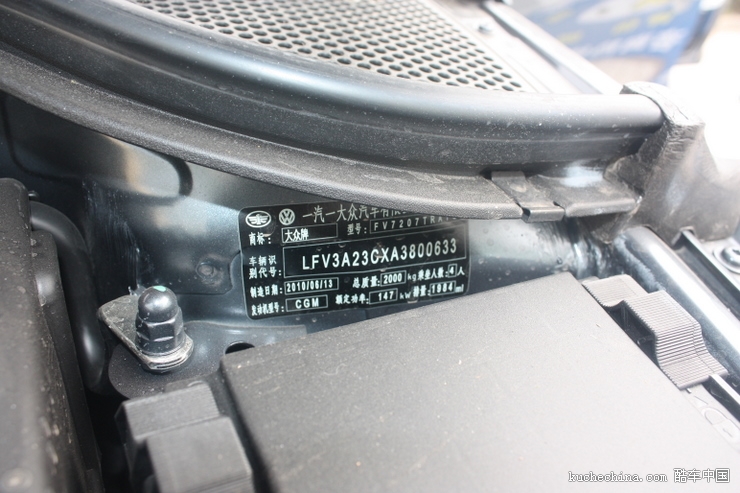 一汽一大众汽车有限
商标: 大众牌 型号: FV7207TRA
车辆识别代号: LFV3A23CXA3800633
制造日期: 2010/06/13 总质量: 2000 kg 乘坐人数: 4 人
发动机型号: CGM 额定功率: 147 kW 排量: 1984 ml
kuchechina.com 酷车中国